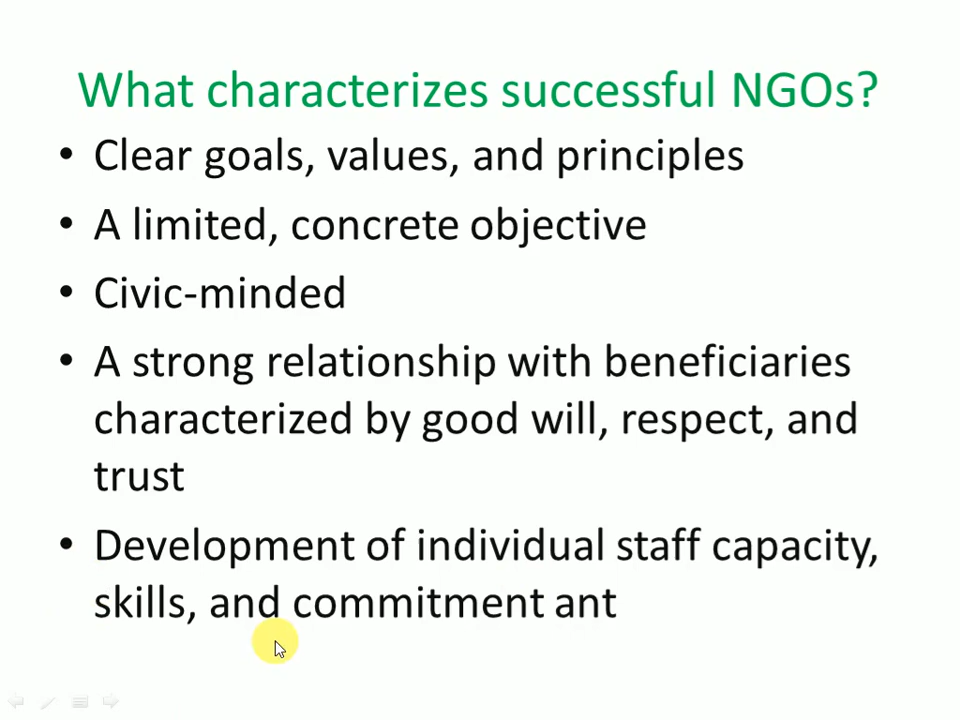 What characterizes successful NGOs?
• Clear goals, values, and principles
• A limited, concrete objective
• Civic-minded
• A strong relationship with beneficiaries
characterized by good will, respect, and
trust
• Development of individual staff capacity,
skills, and commitment ant